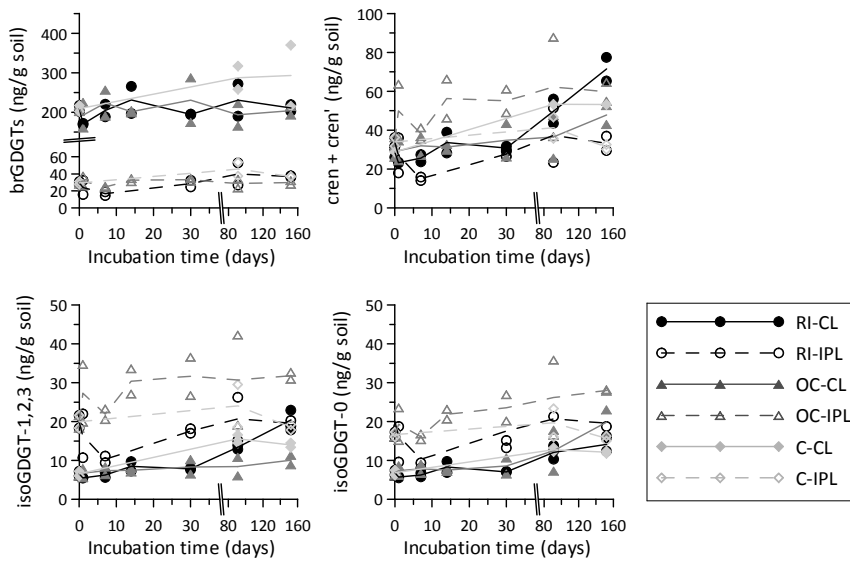 brGDGTs (ng/g soil)
450
300
200
60
40
20
0
0 10 20 30 80 120 160
Incubation time (days)
cren + cren' (ng/g soil)
100
80
60
40
20
0
0 10 20 30 80 120 160
Incubation time (days)
isoGDGT-1,2,3 (ng/g soil)
50
40
30
20
10
0
0 10 20 30 80 120 160
Incubation time (days)
isoGDGT-0 (ng/g soil)
50
40
30
20
10
0
0 10 20 30 80 120 160
Incubation time (days)
RI-CL
RI-IPL
OC-CL
OC-IPL
C-CL
C-IPL